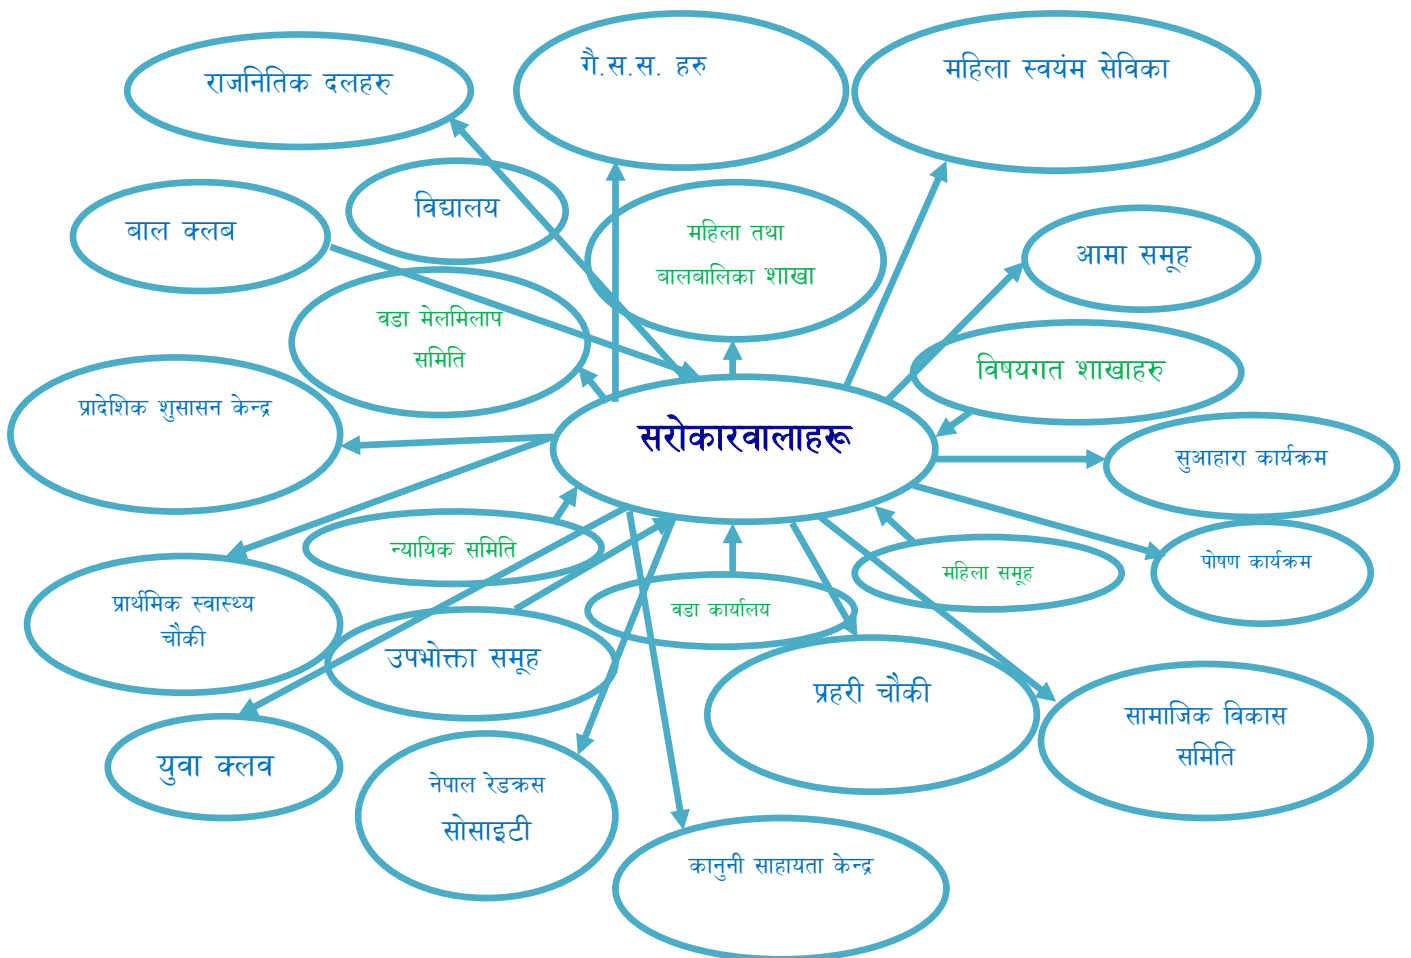 राजनितिक दलहरु
गै.स.स. हरु
महिला स्वयंम सेविका
बाल क्लब
विद्यालय
महिला तथा
बालबालिका शाखा
आमा समूह
वडा मेलमिलाप
समिति
विषयगत शाखाहरु
प्रादेशिक शुसासन केन्द्र
सरोकारवालाहरू
सुआहारा कार्यक्रम
न्यायिक समिति
महिला समूह
पोषण कार्यक्रम
प्रार्थमिक स्वास्थ्य
चौकी
वडा कार्यालय
उपभोक्ता समूह
प्रहरी चौकी
सामाजिक विकास
समिति
युवा क्लव
नेपाल रेडक्रस
सोसाइटी
कानुनी साहायता केन्द्र